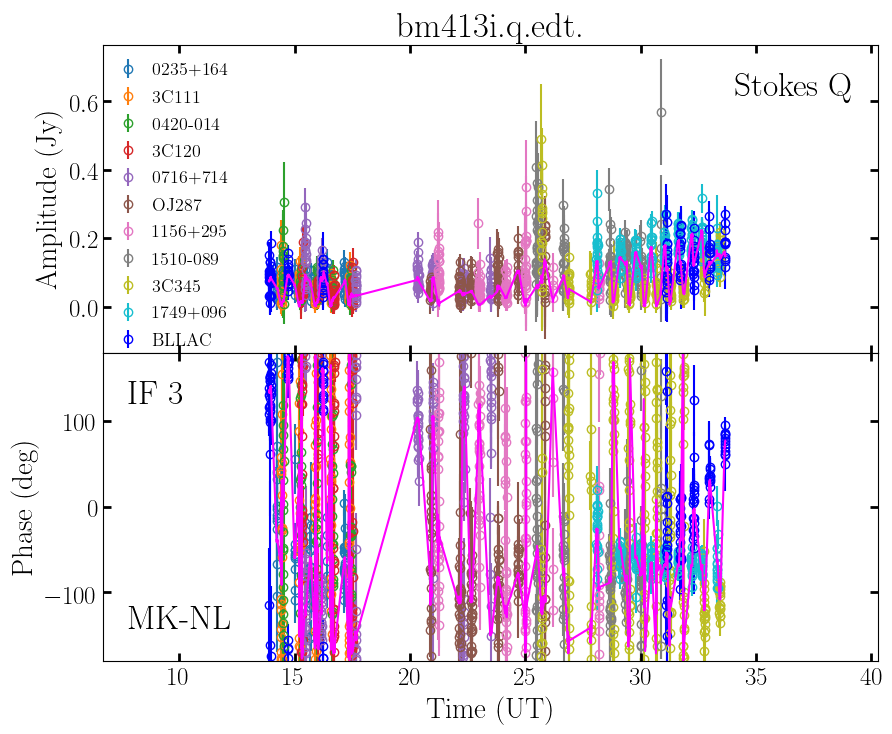 bm413i.q.edt.
Stokes Q
0235+164
3C111
0420-014
3C120
0716+714
OJ287
1156+295
1510-089
3C345
1749+096
BLLAC
Amplitude (Jy)
0.6
0.4
0.2
0.0
IF 3
MK-NL
Phase (deg)
100
0
−100
10 15 20 25 30 35 40
Time (UT)